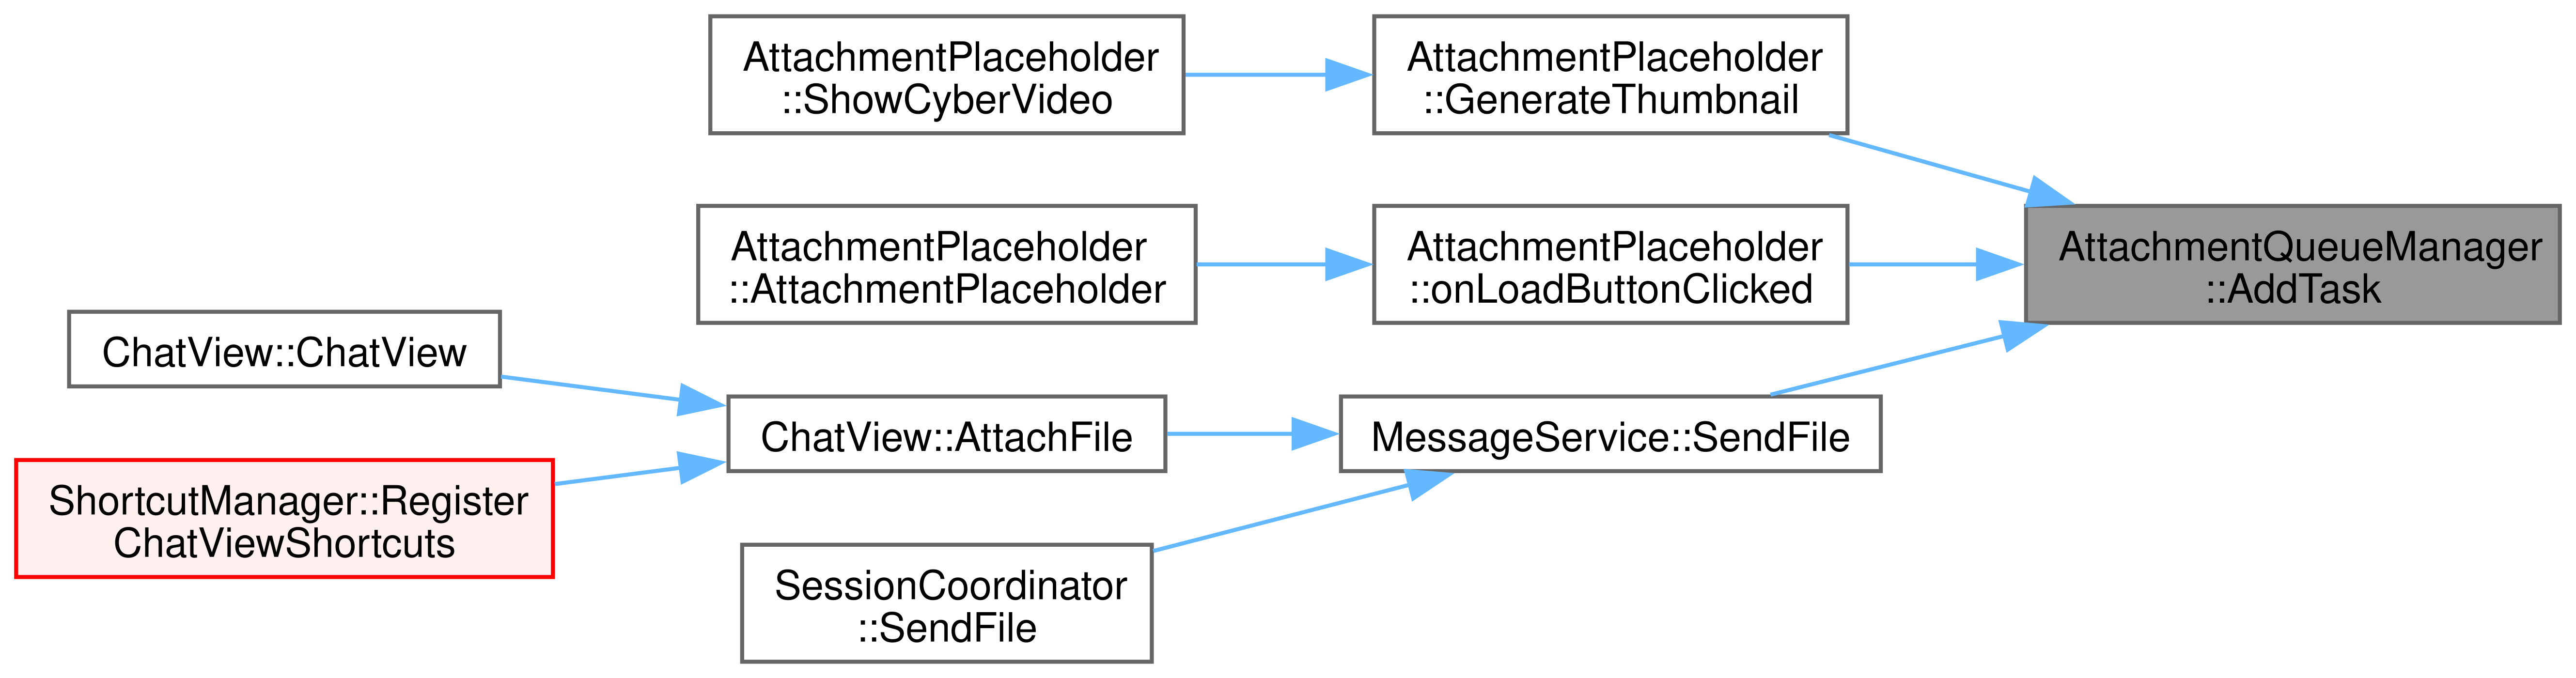 AttachmentPlaceholder
::ShowCyberVideo
AttachmentPlaceholder
::GenerateThumbnail
AttachmentPlaceholder
::AttachmentPlaceholder
AttachmentPlaceholder
::onLoadButtonClicked
AttachmentQueueManager
::AddTask
ChatView::ChatView
ChatView::AttachFile
MessageService::SendFile
ShortcutManager::Register
ChatViewShortcuts
SessionCoordinator
::SendFile